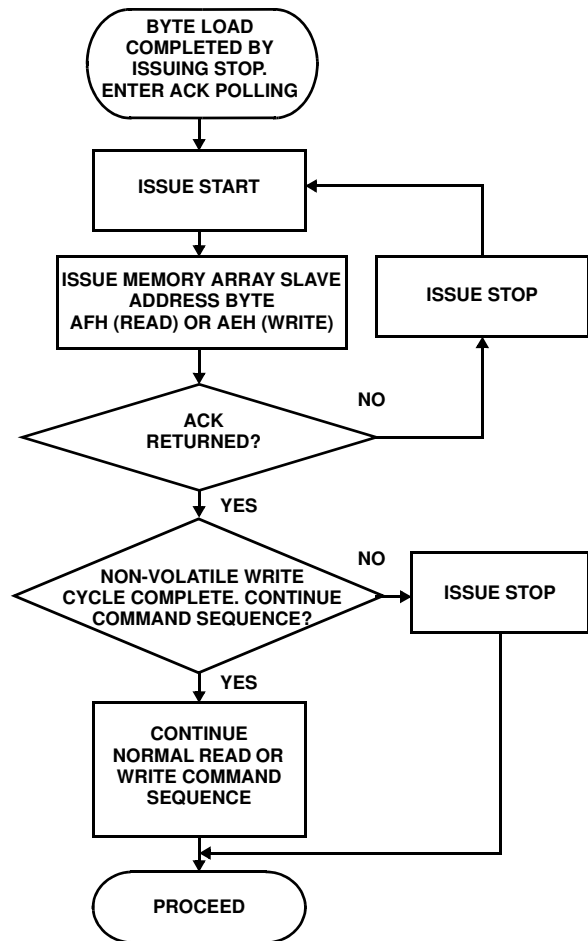 BYTE LOAD
COMPLETED BY
ISSUING STOP.
ENTER ACK POLLING
ISSUE START
ISSUE MEMORY ARRAY SLAVE
ADDRESS BYTE
AFH (READ) OR AEH (WRITE)
ISSUE STOP
NO
ACK
RETURNED?
YES
NO
NON-VOLATILE WRITE
CYCLE COMPLETE. CONTINUE
COMMAND SEQUENCE?
ISSUE STOP
YES
CONTINUE
NORMAL READ OR
WRITE COMMAND
SEQUENCE
PROCEED